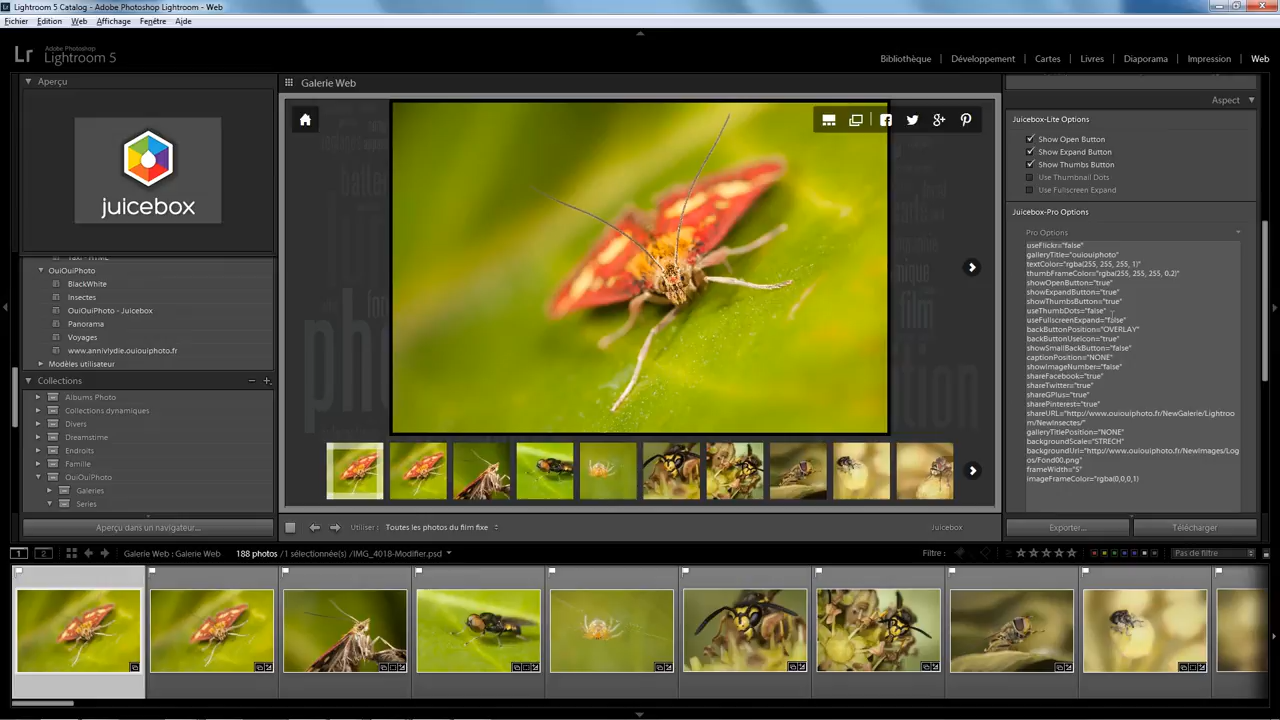 Lightroom 5 Catalog - Adobe Photoshop Lightroom - Web
Fichier Edition Web Affichage Fenêtre Aide
Lr
Adobe Photoshop
Lightroom 5
Bibliothèque Développement Cartes Livres Diaporama Impression Web
Aperçu
juicebox
OuiOuiPhoto
BlackWhite
Insectes
OuiOuiPhoto - Juicebox
Panorama
Voyages
www.annivlydie.ouiouiphoto.fr
Modèles utilisateur
Collections
Albums Photo
Collections dynamiques
Divers
Dreamstime
Endroits
Famille
OuiOuiPhoto
Galeries
Series
Aperçu dans un navigateur...
Galerie Web
film
Utiliser : Toutes les photos du film fixe
Juicebox
Aspect
Juicebox-Lite Options
Show Open Button
Show Expand Button
Show Thumbs Button
Use Thumbnail Dots
Use Fullscreen Expand
Juicebox-Pro Options
Pro Options
useFlickr="false"
galleryTitle="ouiouiphoto"
textColor="rgba(255, 255, 255, 1)"
thumbFrameColor="rgba(255, 255, 255, 0.2)"
showOpenButton="true"
showExpandButton="true"
showThumbsButton="true"
useThumbDots="false"
useFullscreenExpand="false"
backButtonPosition="OVERLAY"
backButtonUseIcon="true"
showSmallBackButton="false"
captionPosition="NONE"
showImageNumber="false"
shareFacebook="true"
shareTwitter="true"
shareGPlus="true"
sharePinterest="true"
shareURL="http://www.ouiouiphoto.fr/NewGalerie/Lightroo
m/NewInsectes/"
galleryTitlePosition="NONE"
backgroundScale="STRECH"
backgroundUrl="http://www.ouiouiphoto.fr/NewImages/Log
os/Fond00.png"
frameWidth="5"
imageFrameColor="rgba(0,0,0,1)
Exporter... Télécharger
1 2 Galerie Web : Galerie Web 188 photos /1 sélectionnée(s) /IMG_4018-Modifier.psd
Filtre : Pas de filtre